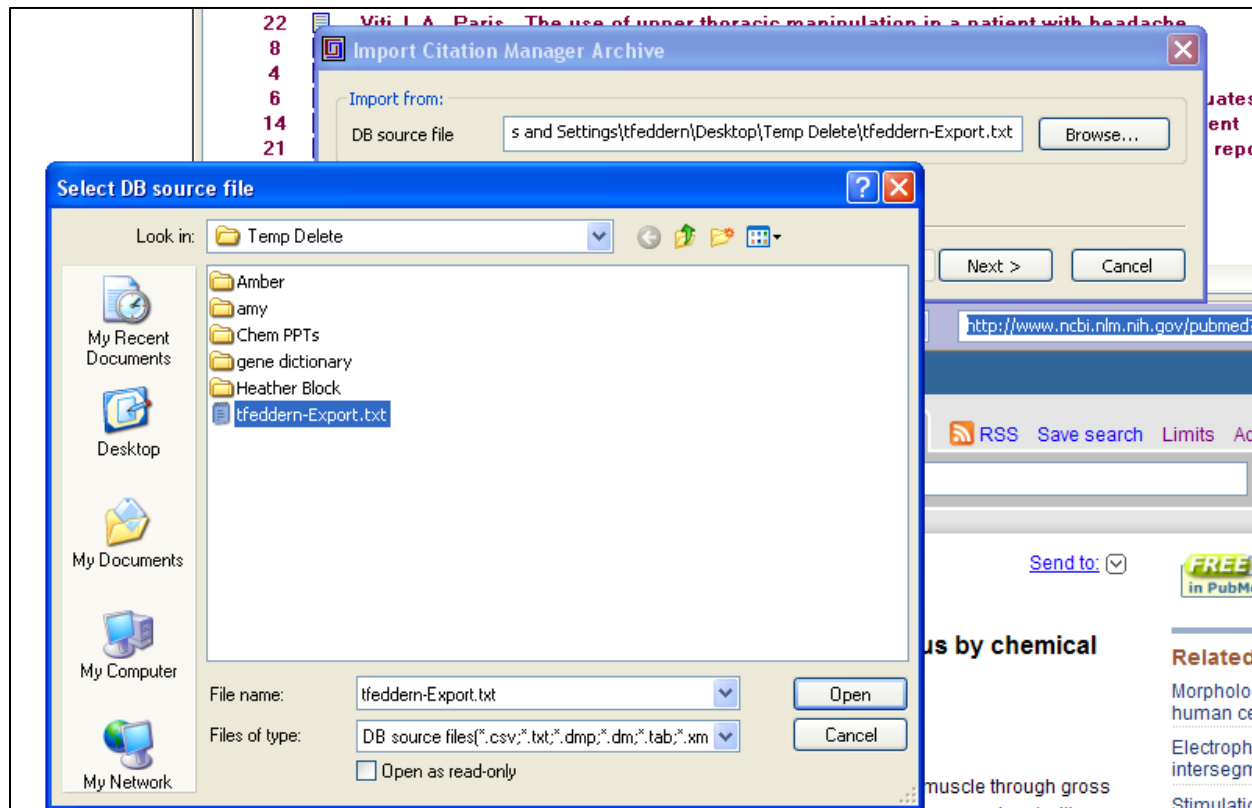 22 Viti, J. A., Paris, The use of upper thoracic manipulation in a patient with headache
8
4
6
14
21
Import Citation Manager Archive
Import from:
DB source file s and Settings\tfeddern\Desktop\Temp Delete\tfeddern-Export.txt Browse...
uates
ent
repo
Next > Cancel
Select DB source file
Look in: Temp Delete
My Recent Documents
Desktop
My Documents
My Computer
My Network
Amber
amy
Chem PPTs
gene dictionary
Heather Block
tfeddern-Export.txt
File name: tfeddern-Export.txt Open
Files of type: DB source files(*.csv;*.txt;*.dmp;*.dm;*.tab;*.xm Cancel
Open as read-only
http://www.ncbi.nlm.nih.gov/pubmed?
RSS Save search Limits Ad
Send to:
FREE
in PubMe
us by chemical
Related
Morpholo
human ce
Electroph
intersegm
Stimulatio
muscle through gross